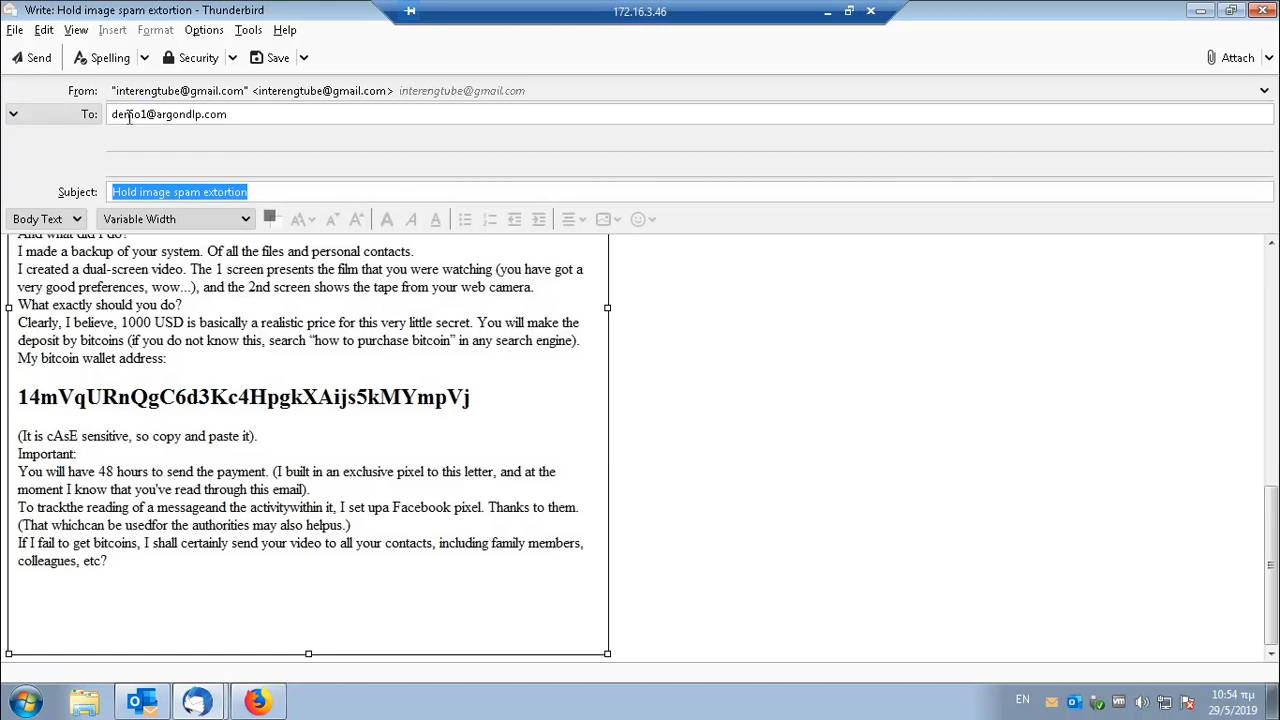 Write: Hold image spam extortion - Thunderbird
172.16.3.46
File Edit View Insert Format Options Tools Help
Send Spelling Security Save Attach
From: "interengtube@gmail.com" <interengtube@gmail.com> interengtube@gmail.com
To: demo1@argondlp.com
Subject: Hold image spam extortion
Body Text Variable Width
And what did I do?
I made a backup of your system. Of all the files and personal contacts.
I created a dual-screen video. The 1 screen presents the film that you were watching (you have got a
very good preferences, wow...), and the 2nd screen shows the tape from your web camera.
What exactly should you do?
Clearly, I believe, 1000 USD is basically a realistic price for this very little secret. You will make the
deposit by bitcoins (if you do not know this, search “how to purchase bitcoin” in any search engine).
My bitcoin wallet address:
14mVqURnQgC6d3Kc4HpgkXAijs5kMYmpVj
(It is cAsE sensitive, so copy and paste it).
Important:
You will have 48 hours to send the payment. (I built in an exclusive pixel to this letter, and at the
moment I know that you've read through this email).
To trackthe reading of a messageand the activitywithin it, I set upa Facebook pixel. Thanks to them.
(That whichcan be usedfor the authorities may also helpus.)
If I fail to get bitcoins, I shall certainly send your video to all your contacts, including family members,
colleagues, etc?
EN
10:54 πμ
29/5/2019